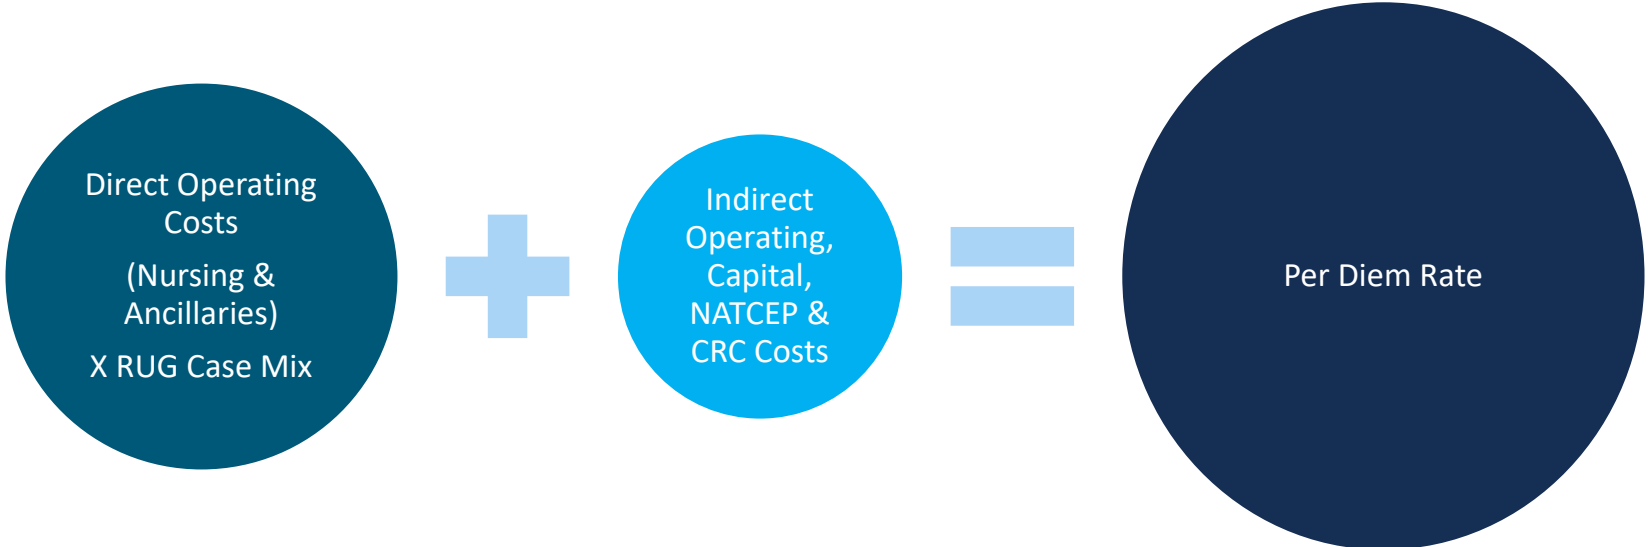 Direct Operating
Costs
(Nursing &
Ancillaries)
X RUG Case Mix
Indirect
Operating,
Capital,
NATCEP &
CRC Costs
Per Diem Rate